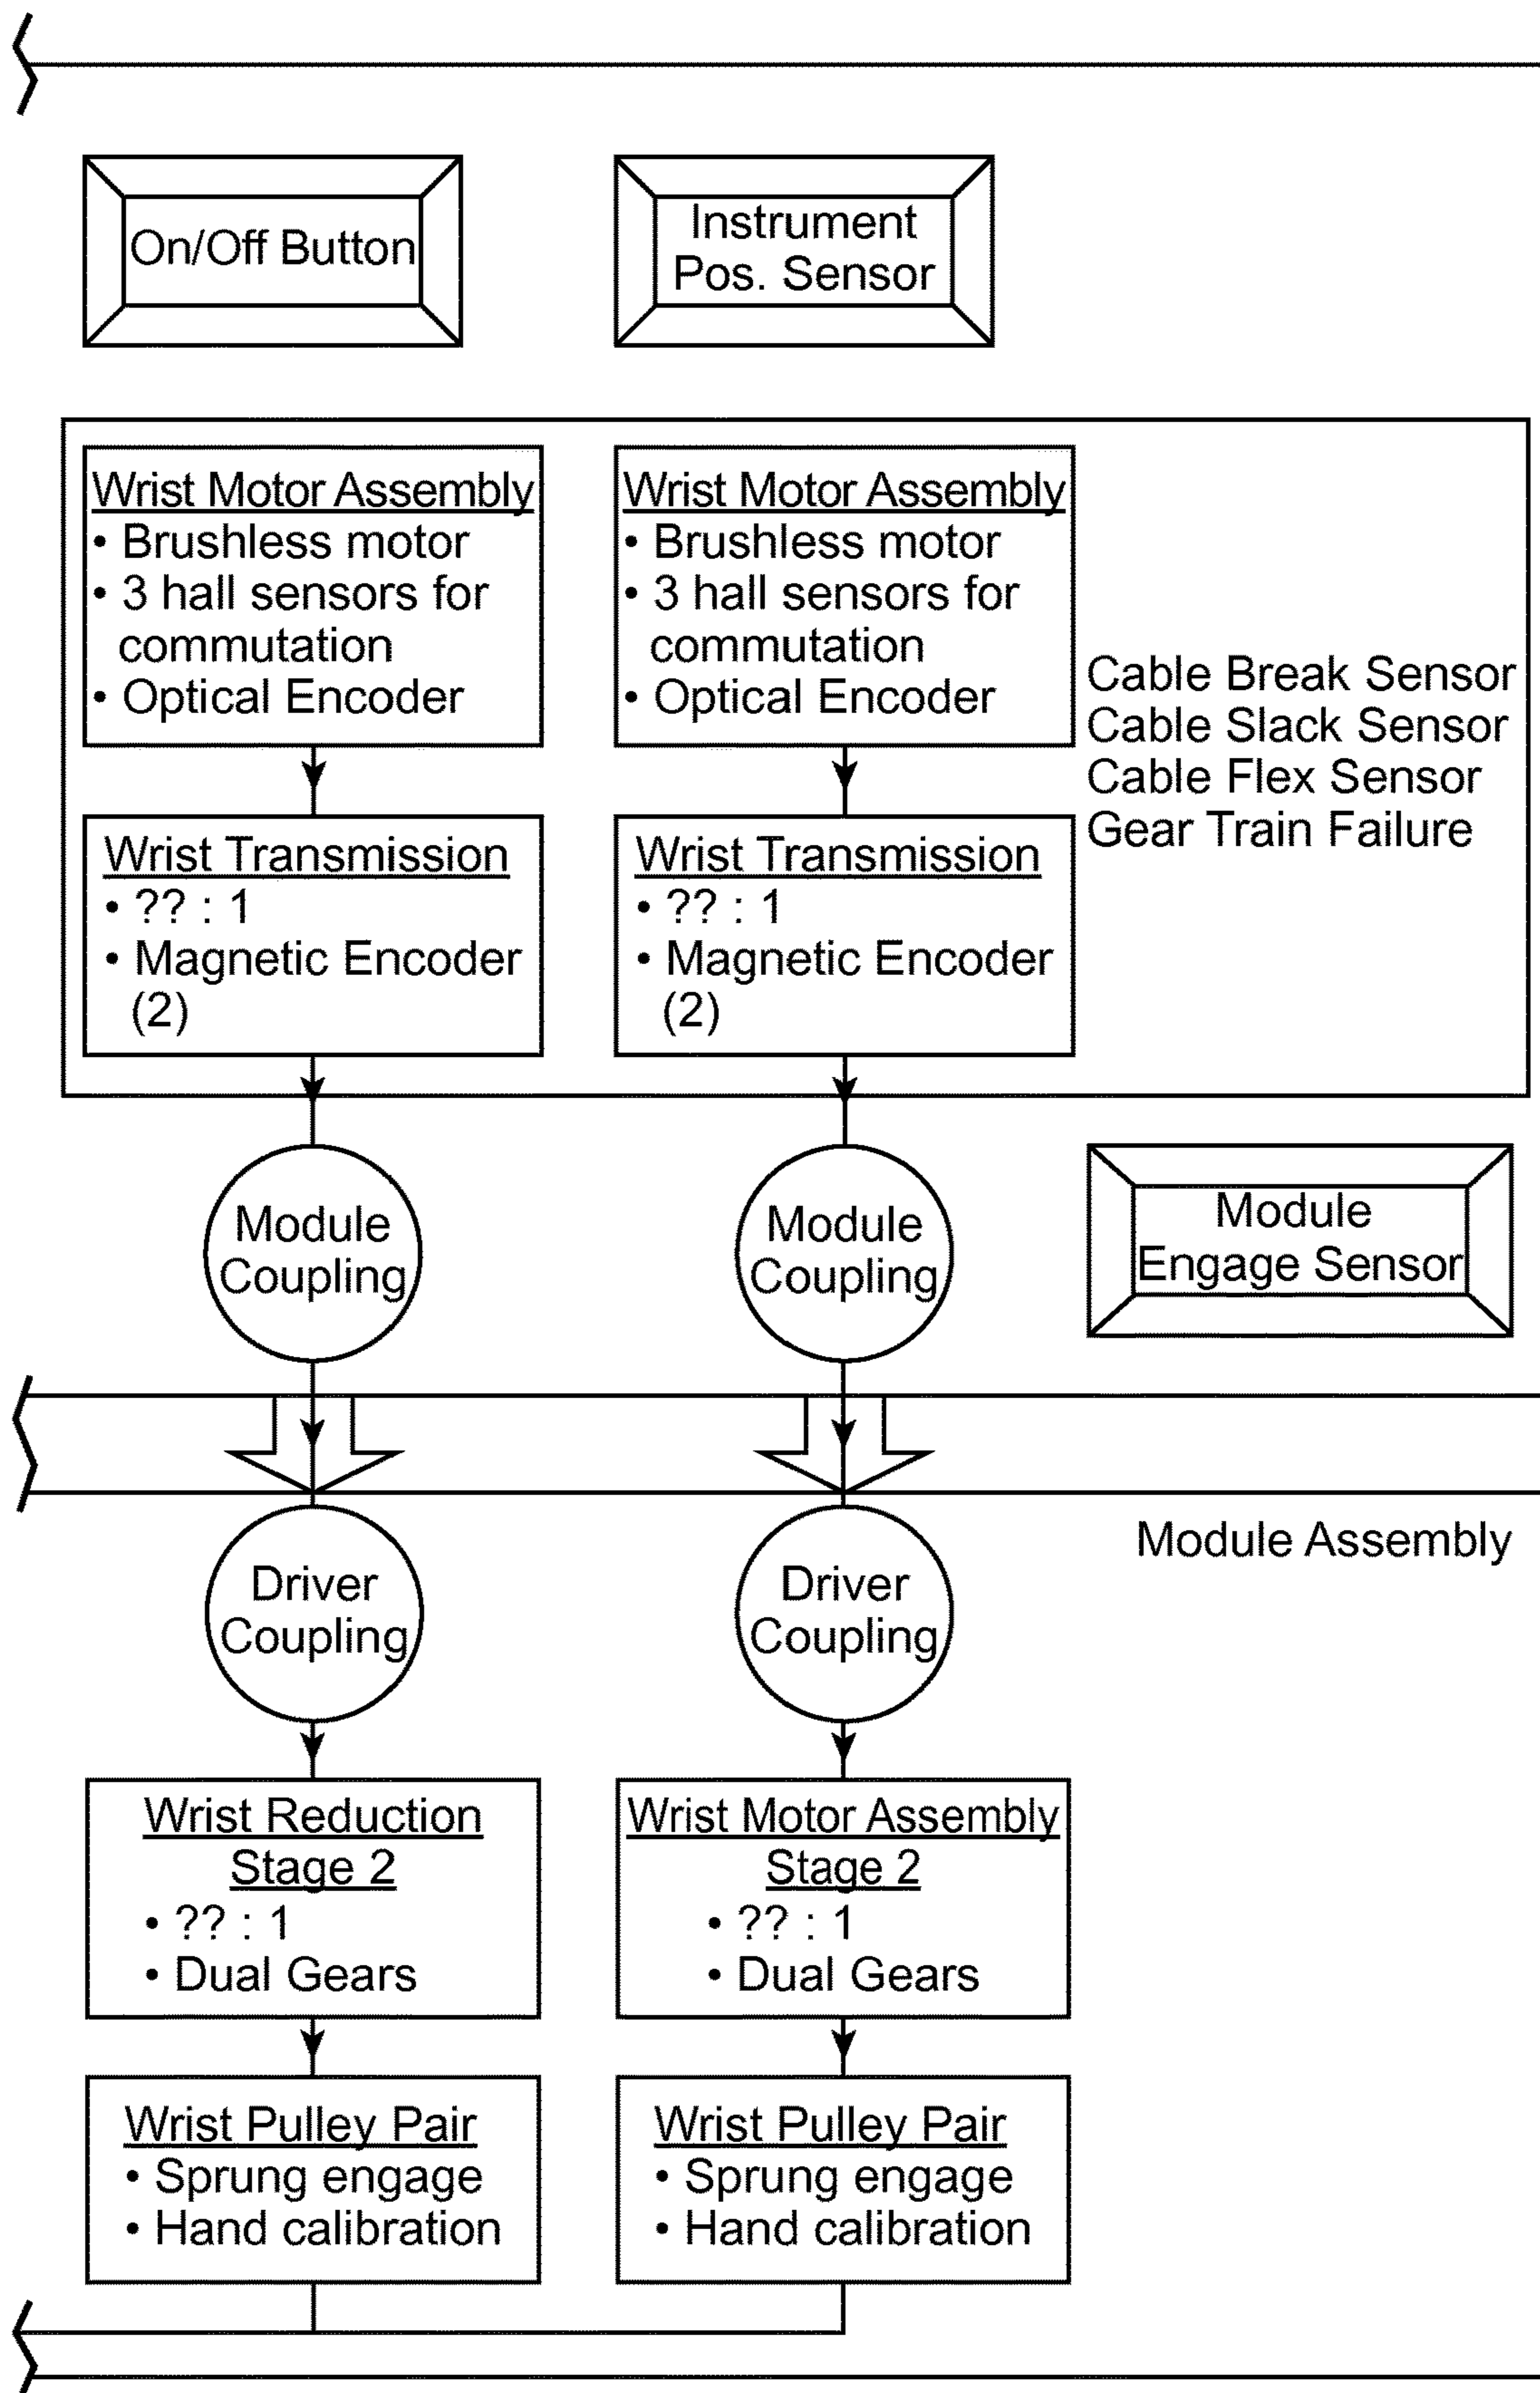 On/Off Button
Instrument
Pos. Sensor
Wrist Motor Assembly
• Brushless motor
• 3 hall sensors for
commutation
• Optical Encoder
Wrist Motor Assembly
• Brushless motor
• 3 hall sensors for
commutation
• Optical Encoder
Cable Break Sensor
Cable Slack Sensor
Cable Flex Sensor
Gear Train Failure
Wrist Transmission
• ?? : 1
• Magnetic Encoder
(2)
Wrist Transmission
• ?? : 1
• Magnetic Encoder
(2)
Module
Coupling
Module
Coupling
Module
Engage Sensor
Module Assembly
Driver
Coupling
Driver
Coupling
Wrist Reduction
Stage 2
• ?? : 1
• Dual Gears
Wrist Motor Assembly
Stage 2
• ?? : 1
• Dual Gears
Wrist Pulley Pair
• Sprung engage
• Hand calibration
Wrist Pulley Pair
• Sprung engage
• Hand calibration